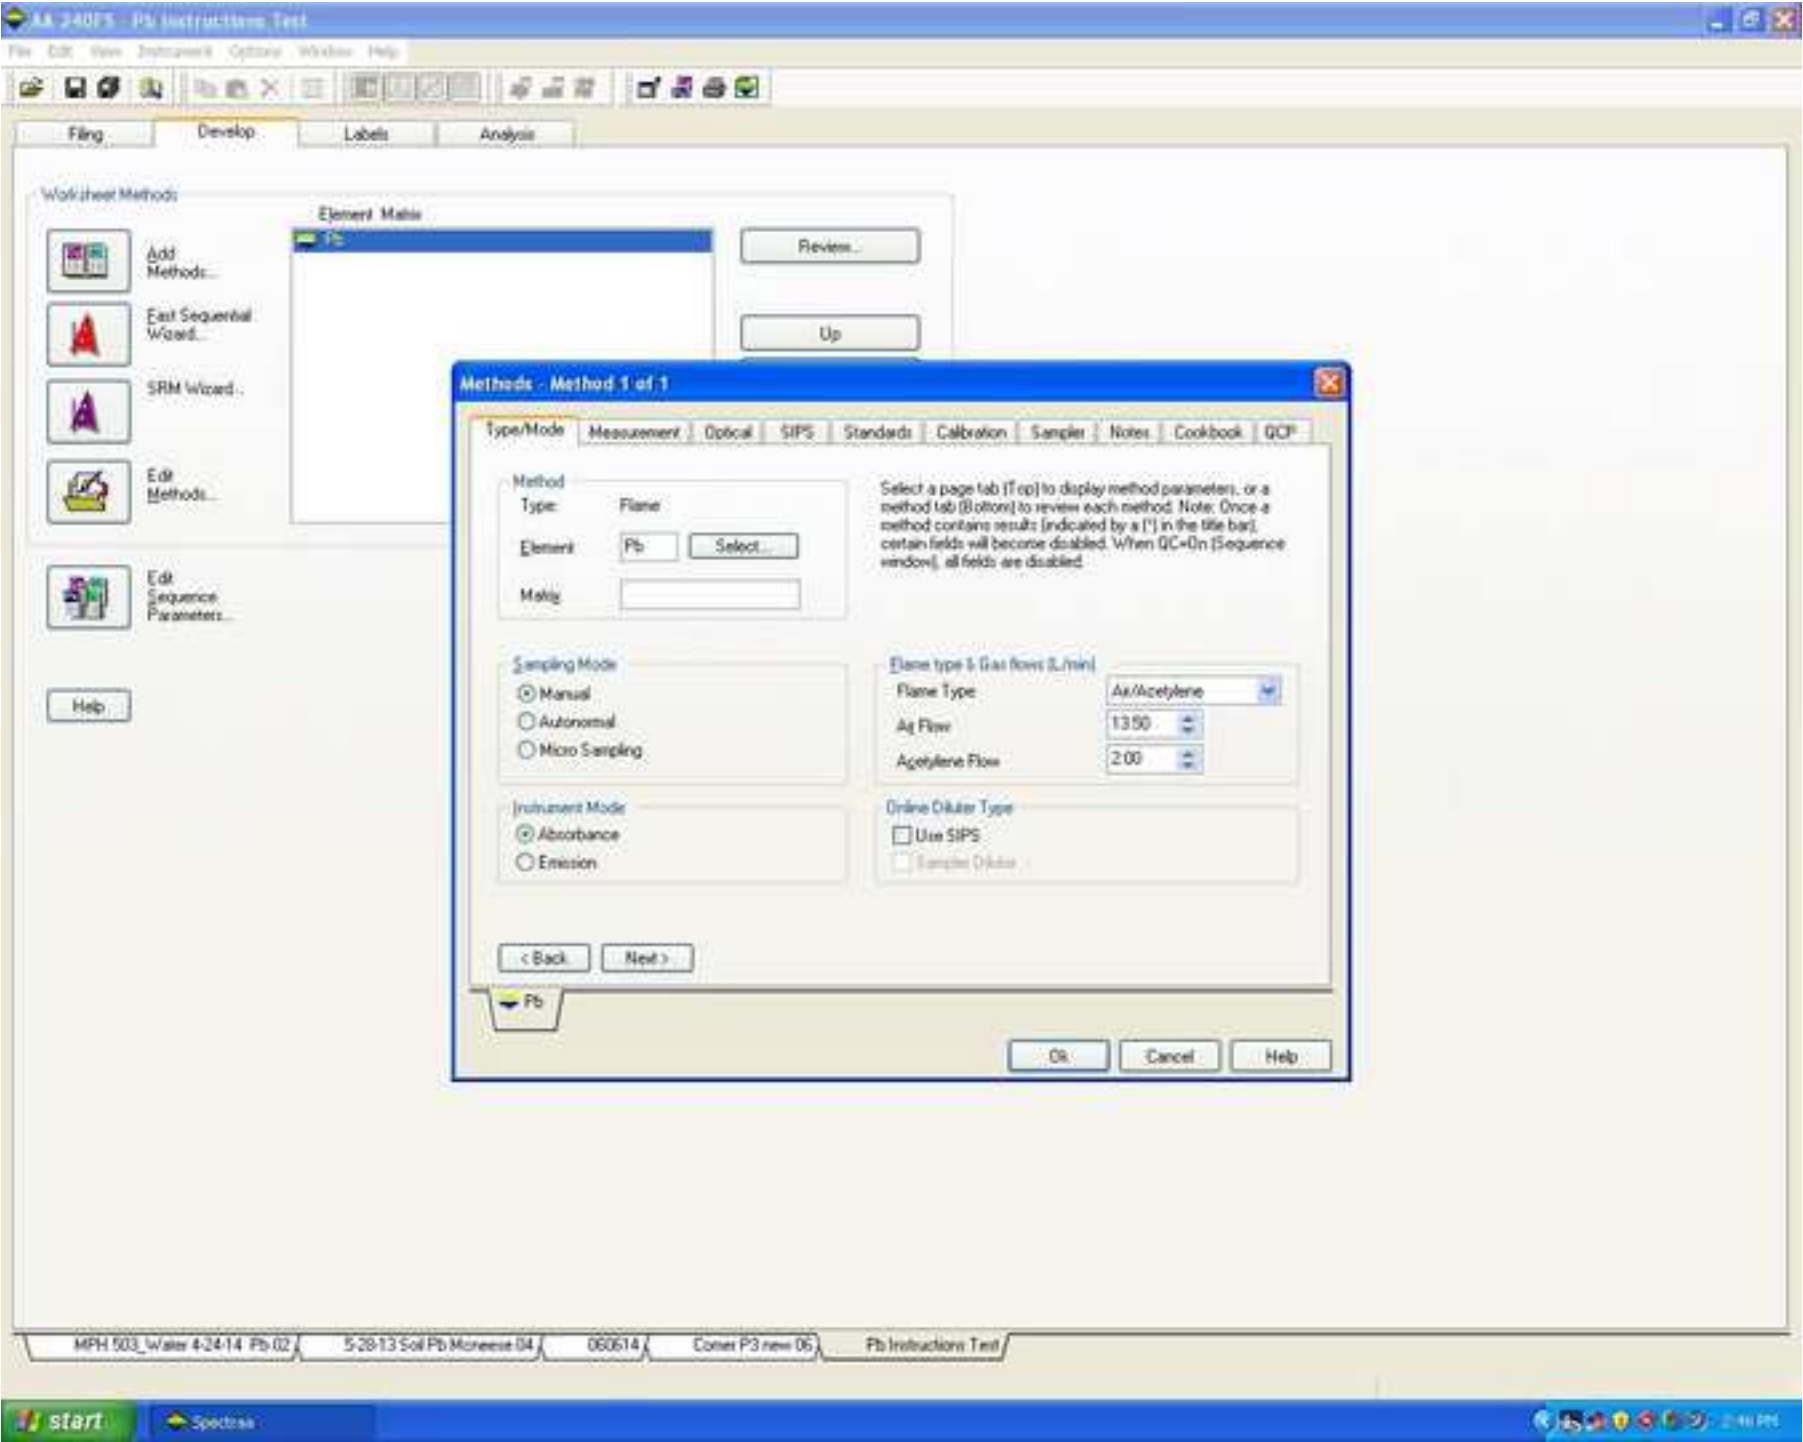 AA 240FS - Pb Instructions Test
File Edit View Instrument Options Window Help
Filing Develop Labels Analysis
Worksheet Methods
Element Matrix
Pb
Add
Methods...
Fast Sequential
Wizard...
SRM Wizard...
Edit
Methods...
Edit
Sequence
Parameters...
Help
Review...
Up
Methods - Method 1 of 1
Type/Mode Measurement Optical SIPS Standards Calibration Sampler Notes Cookbook QCP
Method
Type: Flame
Element Pb Select...
Matrix
Select a page tab (Top) to display method parameters, or a
method tab (Bottom) to review each method. Note: Once a
method contains results (indicated by a (*) in the title bar),
certain fields will become disabled. When QC=On (Sequence
window), all fields are disabled.
Sampling Mode
Manual
Autonormal
Micro Sampling
Flame type & Gas flows (L/min)
Flame Type Air/Acetylene
Air Flow 13.50
Acetylene Flow 2.00
Instrument Mode
Absorbance
Emission
Online Diluter Type
Use SIPS
Sampler Diluter
< Back Next >
Pb
Ok Cancel Help
MPH 503_Water 4-24-14 Pb 02 5-28-13 Soil Pb Mcneese 04 060614 Comer P3 new 06 Pb Instructions Test
start SpectrAA 2:46 PM